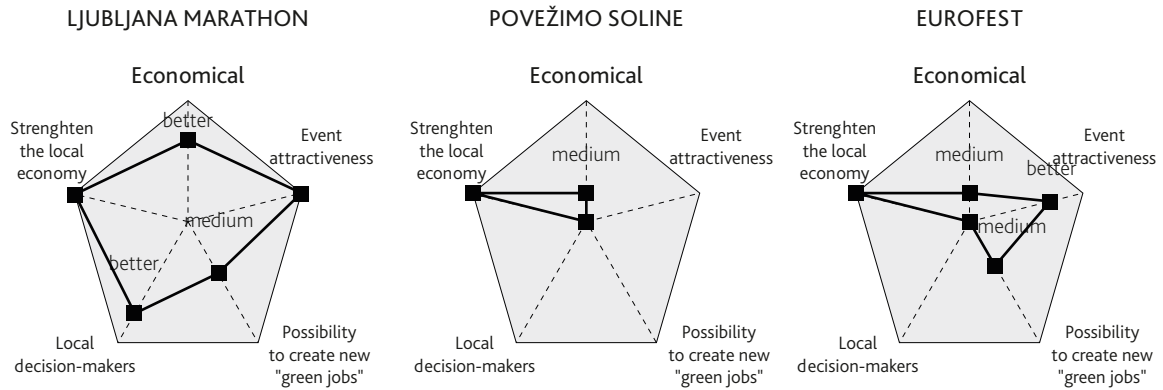 LJUBLJANA MARATHON
Economical
better
Strenghten
the local
economy
Event
attractiveness
medium
better
Local
decision-makers
Possibility
to create new
"green jobs"
POVEŽIMO SOLINE
Economical
medium
Strenghten
the local
economy
Event
attractiveness
Local
decision-makers
Possibility
to create new
"green jobs"
EUROFEST
Economical
medium
Strenghten
the local
economy
Event
attractiveness
better
medium
Local
decision-makers
Possibility
to create new
"green jobs"